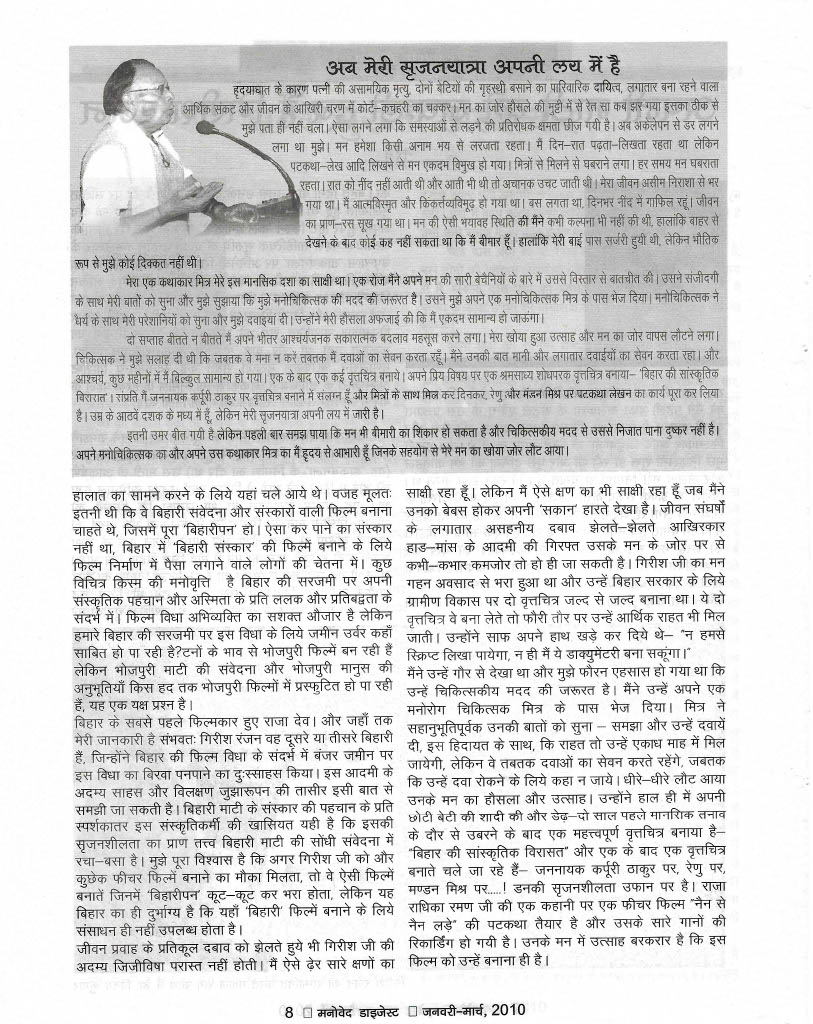 अब मेरी सृजनयात्रा अपनी लय में है
हृदयाघात के कारण पत्नी की असामयिक मृत्यु, दोनों बेटियों की गृहस्थी बसाने का पारिवारिक दायित्व, लगातार बना रहने वाला
आर्थिक संकट और जीवन के आखिरी चरण में कोर्ट–कचहरी का चक्कर। मन का जोर हौसले की मुट्ठी में से रेत सा कब झर गया इसका ठीक से
मुझे पता हीं नहीं चला। ऐसा लगने लगा कि समस्याओं से लड़ने की प्रतिरोधक क्षमता छीज गयी है। अब अकेलेपन से डर लगने
लगा था मुझे। मन हमेशा किसी अनाम भय से लरजता रहता। मैं दिन–रात पढ़ता–लिखता रहता था लेकिन
पटकथा–लेख आदि लिखने से मन एकदम विमुख हो गया। मित्रों से मिलने से घबराने लगा। हर समय मन घबराता
रहता। रात को नींद नहीं आती थी और आती भी थी तो अचानक उचट जाती थी। मेरा जीवन असीम निराशा से भर
गया था। मैं आत्मविस्मृत और किंकर्त्तव्यविमूढ़ हो गया था। बस लगता था, दिनभर नींद में गाफिल रहूं। जीवन
का प्राण–रस सूख गया था। मन की ऐसी भयावह स्थिति की मैंने कभी कल्पना भी नहीं की थी, हालांकि बाहर से
देखने के बाद कोई कह नहीं सकता था कि मैं बीमार हूँ। हालांकि मेरी बाई पास सर्जरी हुयी थी, लेकिन भौतिक
रूप से मुझे कोई दिक्कत नहीं थी।
मेरा एक कथाकार मित्र मेरे इस मानसिक दशा का साक्षी था। एक रोज मैंने अपने मन की सारी बेचैनियों के बारे में उससे विस्तार से बातचीत की। उसने संजीदगी
के साथ मेरी बातों को सुना और मुझे सुझाया कि मुझे मनोचिकित्सक की मदद की जरूरत है। उसने मुझे अपने एक मनोचिकित्सक मित्र के पास भेज दिया। मनोचिकित्सक ने
धैर्य के साथ मेरी परेशानियों को सुना और मुझे दवाइयां दी। उन्होंने मेरी हौसला अफजाई की कि मैं एकदम सामान्य हो जाऊंगा।
दो सप्ताह बीतते न बीतते मैं अपने भीतर आश्चर्यजनक सकारात्मक बदलाव महसूस करने लगा। मेरा खोया हुआ उत्साह और मन का जोर वापस लौटने लगा।
चिकित्सक ने मुझे सलाह दी थी कि जबतक वे मना न करें तबतक मैं दवाओं का सेवन करता रहूँ। मैंने उनकी बात मानी और लगातार दवाईयों का सेवन करता रहा। और
आश्चर्य, कुछ महीनों में मैं बिल्कुल सामान्य हो गया। एक के बाद एक कई वृत्तचित्र बनाये। अपने प्रिय विषय पर एक श्रमसाध्य शोधपरक वृत्तचित्र बनाया– 'बिहार की सांस्कृतिक
विरासत'। संप्रति मैं जननायक कर्पूरी ठाकुर पर वृत्तचित्र बनाने में संलग्न हूँ और मित्रों के साथ मिल कर दिनकर, रेणु और मंडन मिश्र पर पटकथा लेखन का कार्य पूरा कर लिया
है। उम्र के आठवें दशक के मध्य में हूँ, लेकिन मेरी सृजनयात्रा अपनी लय में जारी है।
इतनी उमर बीत गयी है लेकिन पहली बार समझ पाया कि मन भी बीमारी का शिकार हो सकता है और चिकित्सकीय मदद से उससे निजात पाना दुष्कर नहीं है।
अपने मनोचिकित्सक का और अपने उस कथाकार मित्र का मैं हृदय से आभारी हूँ जिनके सहयोग से मेरे मन का खोया जोर लौट आया।
हालात का सामने करने के लिये यहां चले आये थे। वजह मूलतः
इतनी थी कि वे बिहारी संवेदना और संस्कारों वाली फिल्म बनाना
चाहते थे, जिसमें पूरा 'बिहारीपन' हो। ऐसा कर पाने का संस्कार
नहीं था, बिहार में 'बिहारी संस्कार' की फिल्में बनाने के लिये
फिल्म निर्माण में पैसा लगाने वाले लोगों की चेतना में। कुछ
विचित्र किस्म की मनोवृत्ति है बिहार की सरजमी पर अपनी
संस्कृतिक पहचान और अस्मिता के प्रति ललक और प्रतिबद्वता के
संदर्भ में। फिल्म विधा अभिव्यक्ति का सशक्त औजार है लेकिन
हमारे बिहार की सरजमी पर इस विधा के लिये जमीन उर्वर कहाँ
साबित हो पा रही है?टनों के भाव से भोजपुरी फिल्में बन रही हैं
लेकिन भोजपुरी माटी की संवेदना और भोजपुरी मानुस की
अनुभूतियाँ किस हद तक भोजपुरी फिल्मों में प्रस्फुटित हो पा रही
हैं, यह एक यक्ष प्रश्न है।
बिहार के सबसे पहले फिल्मकार हुए राजा देव। और जहाँ तक
मेरी जानकारी है संभवतः गिरीश रंजन वह दूसरे या तीसरे बिहारी
हैं, जिन्होंने बिहार की फिल्म विधा के संदर्भ में बंजर जमीन पर
इस विधा का बिरवा पनपाने का दुःस्साहस किया। इस आदमी के
अदम्य साहस और विलक्षण जुझारूपन की तासीर इसी बात से
समझी जा सकती है। बिहारी माटी के संस्कार की पहचान के प्रति
स्पर्शकातर इस संस्कृतिकर्मी की खासियत यही है कि इसकी
सृजनशीलता का प्राण तत्त्व बिहारी माटी की सोंधी संवेदना में
रचा–बसा है। मुझे पूरा विश्वास है कि अगर गिरीश जी को और
कुछेक फीचर फिल्में बनाने का मौका मिलता, तो वे ऐसी फिल्में
बनातें जिनमें 'बिहारीपन' कूट–कूट कर भरा होता, लेकिन यह
बिहार का ही दुर्भाग्य है कि यहाँ 'बिहारी' फिल्में बनाने के लिये
संसाधन ही नहीं उपलब्ध होता है।
जीवन प्रवाह के प्रतिकूल दबाव को झेलते हुये भी गिरीश जी की
अदम्य जिजीविषा परास्त नहीं होती। मैं ऐसे ढ़ेर सारे क्षणों का
साक्षी रहा हूँ। लेकिन मैं ऐसे क्षण का भी साक्षी रहा हूँ जब मैंने
उनको बेबस होकर अपनी 'सकान' हारते देखा है। जीवन संघर्षो
के लगातार असहनीय दबाव झेलते–झेलते आखिरकार
हाड–मांस के आदमी की गिरफ्त उसके मन के जोर पर से
कभी–कभार कमजोर तो हो ही जा सकती है। गिरीश जी का मन
गहन अवसाद से भरा हुआ था और उन्हें बिहार सरकार के लिये
ग्रामीण विकास पर दो वृत्तचित्र जल्द से जल्द बनाना था। ये दो
वृत्तचित्र वे बना लेते तो फौरी तौर पर उन्हें आर्थिक राहत भी मिल
जाती। उन्होंने साफ अपने हाथ खड़े कर दिये थे– "न हमसे
स्क्रिप्ट लिखा पायेगा, न ही मैं ये डाक्युमेंटरी बना सकूंगा।"
मैंने उन्हें गौर से देखा था और मुझे फौरन एहसास हो गया था कि
उन्हें चिकित्सकीय मदद की जरूरत है। मैंने उन्हें अपने एक
मनोरोग चिकित्सक मित्र के पास भेज दिया। मित्र ने
सहानुभूतिपूर्वक उनकी बातों को सुना – समझा और उन्हें दवायें
दी, इस हिदायत के साथ, कि राहत तो उन्हें एकाध माह में मिल
जायेगी, लेकिन वे तबतक दवाओं का सेवन करते रहेंगे, जबतक
कि उन्हें दवा रोकने के लिये कहा न जाये। धीरे–धीरे लौट आया
उनके मन का हौसला और उत्साह। उन्होंने हाल ही में अपनी
छोटी बेटी की शादी की और डेढ़–दो साल पहले मानसिक तनाव
के दौर से उबरने के बाद एक महत्त्वपूर्ण वृत्तचित्र बनाया है–
"बिहार की सांस्कृतिक विरासत" और एक के बाद एक वृत्तचित्र
बनाते चले जा रहे हैं– जननायक कर्पूरी ठाकुर पर, रेणु पर,
मण्डन मिश्र पर.....! उनकी सृजनशीलता उफान पर है। राजा
राधिका रमण जी की एक कहानी पर एक फीचर फिल्म "नैन से
नैन लड़े" की पटकथा तैयार है और उसके सारे गानों की
रिकार्डिंग हो गयी है। उनके मन में उत्साह बरकरार है कि इस
फिल्म को उन्हें बनाना ही है।
8 □ मनोवेद डाइजेस्ट □ जनवरी–मार्च, 2010